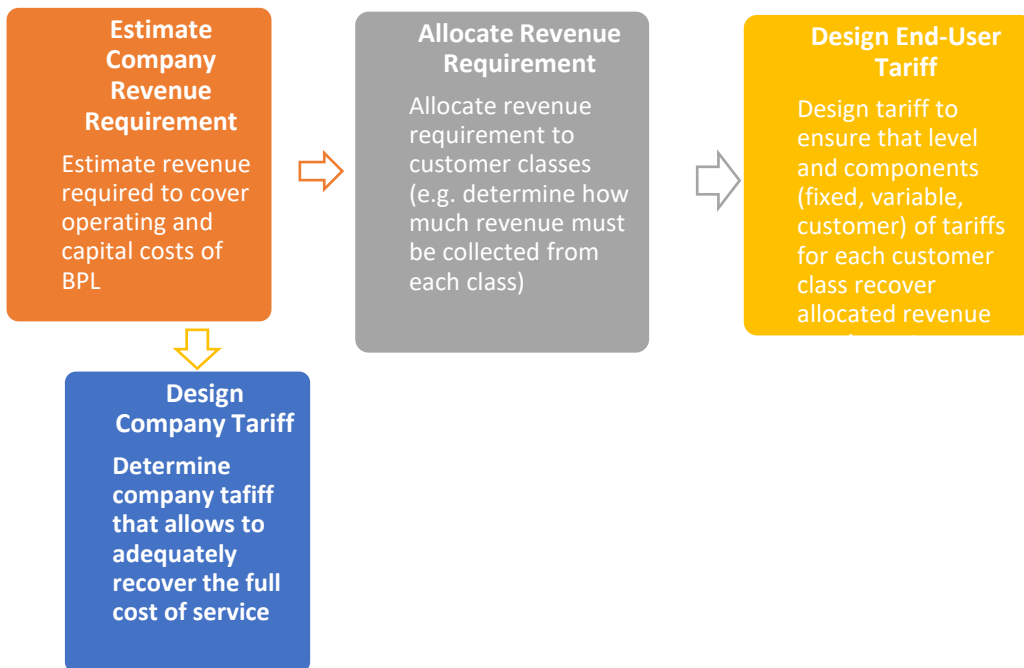 Estimate
Company
Revenue
Requirement
Estimate revenue
required to cover
operating and
capital costs of
BPL
Allocate Revenue
Requirement
Allocate revenue
requirement to
customer classes
(e.g. determine how
much revenue must
be collected from
each class)
Design End-User
Tariff
Design tariff to
ensure that level
and components
(fixed, variable,
customer) of tariffs
for each customer
class recover
allocated revenue
Design
Company Tariff
Determine
company tafiff
that allows to
adequately
recover the full
cost of service